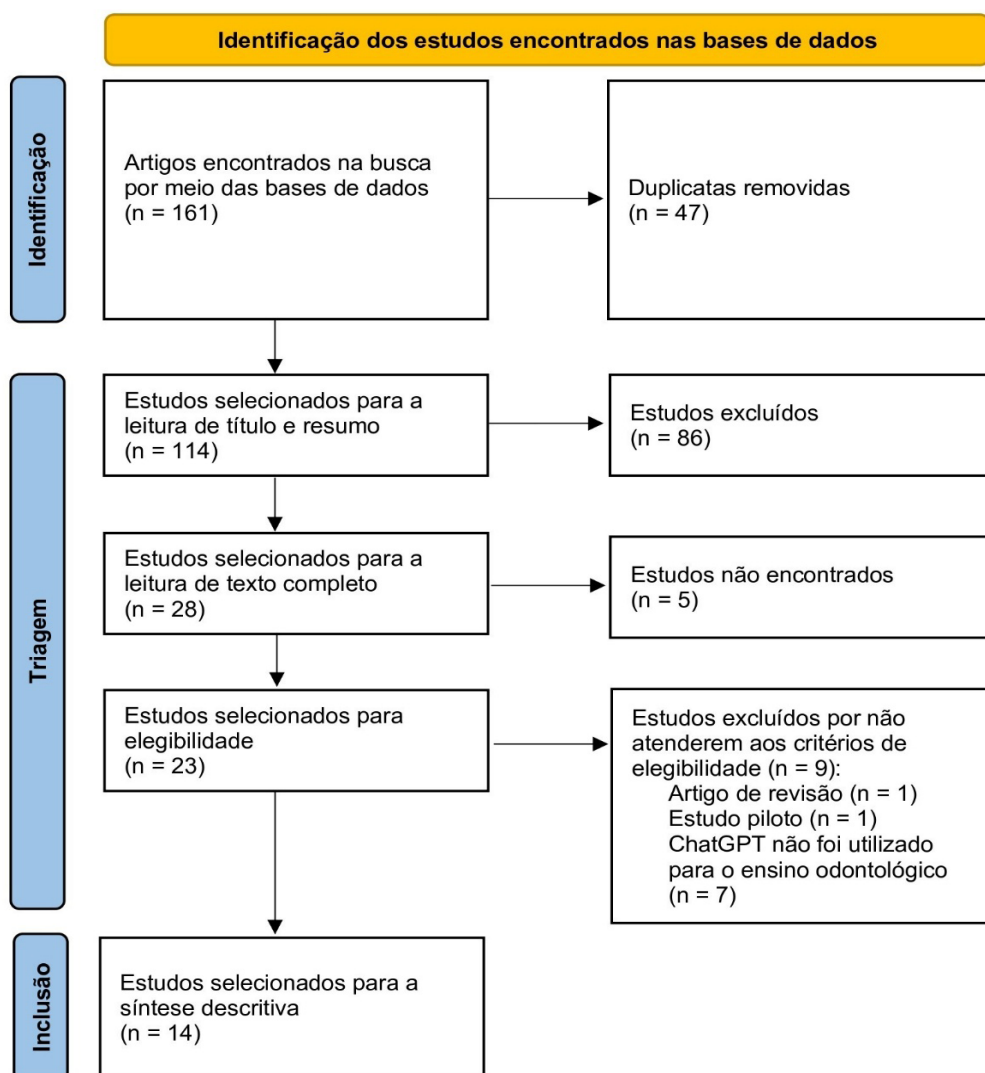 Identificação dos estudos encontrados nas bases de dados
Identificação
Artigos encontrados na busca
por meio das bases de dados
(n = 161)
Duplicatas removidas
(n = 47)
Triagem
Estudos selecionados para a
leitura de título e resumo
(n = 114)
Estudos excluídos
(n = 86)
Estudos selecionados para a
leitura de texto completo
(n = 28)
Estudos não encontrados
(n = 5)
Estudos selecionados para
elegibilidade
(n = 23)
Estudos excluídos por não
atenderem aos critérios de
elegibilidade (n = 9):
Artigo de revisão (n = 1)
Estudo piloto (n = 1)
ChatGPT não foi utilizado
para o ensino odontológico
(n = 7)
Inclusão
Estudos selecionados para a
síntese descritiva
(n = 14)